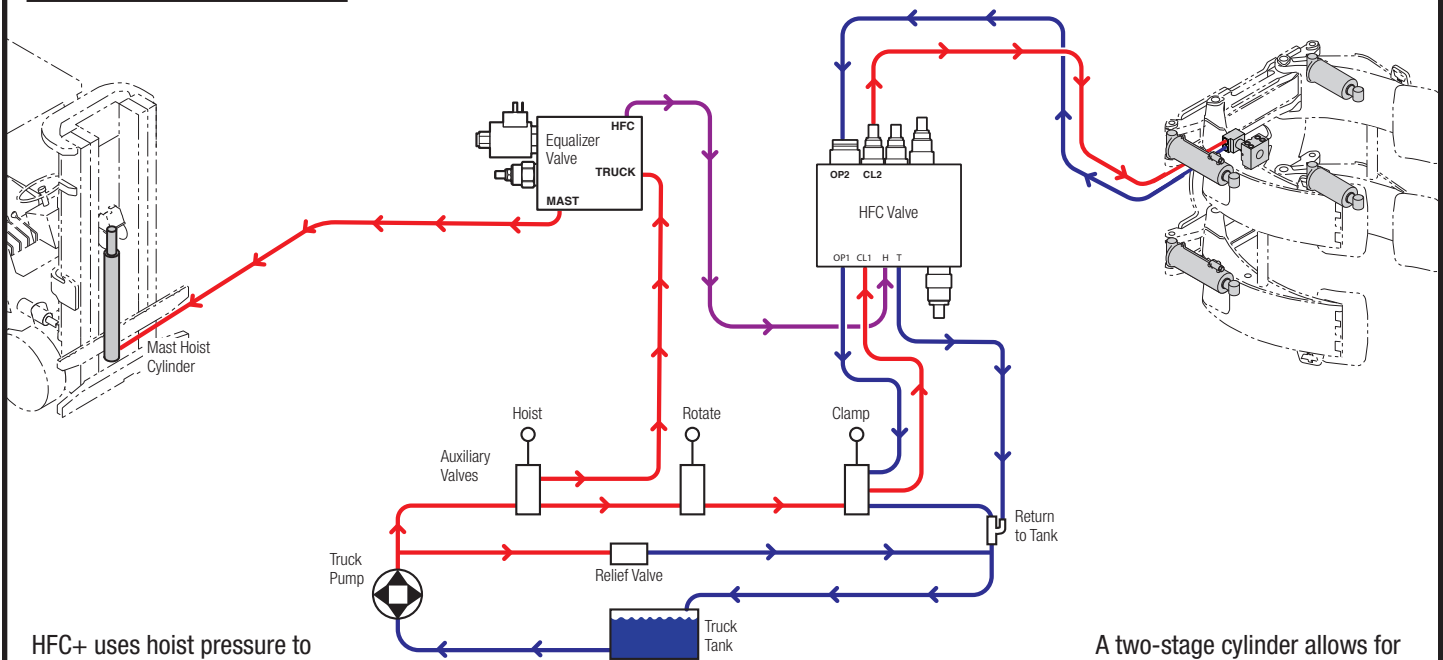 HFC
Equalizer
Valve
TRUCK
MAST
OP2 CL2
HFC Valve
OP1 CL1 H T
Mast Hoist
Cylinder
Hoist
Rotate
Clamp
Auxiliary
Valves
Return
to Tank
Truck
Pump
Relief Valve
Truck
Tank
HFC+ uses hoist pressure to
A two-stage cylinder allows for